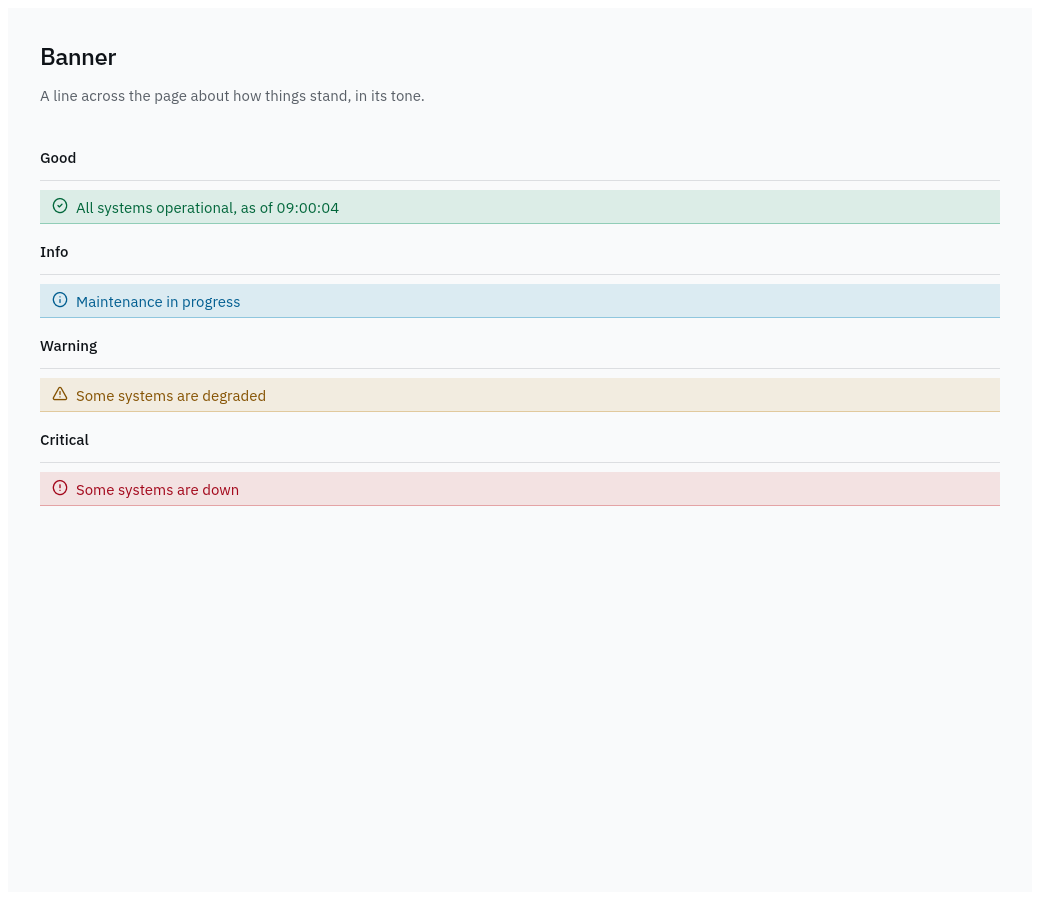 Banner
A line across the page about how things stand, in its tone.
Good
All systems operational, as of 09:00:04
Info
Maintenance in progress
Warning
Some systems are degraded
Critical
Some systems are down